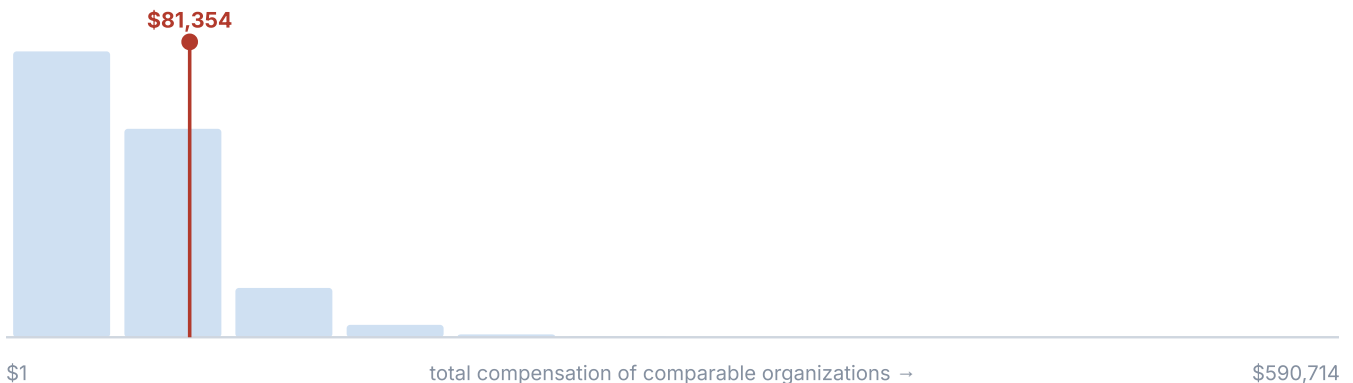 $81,354
$1 total compensation of comparable organizations → $590,714